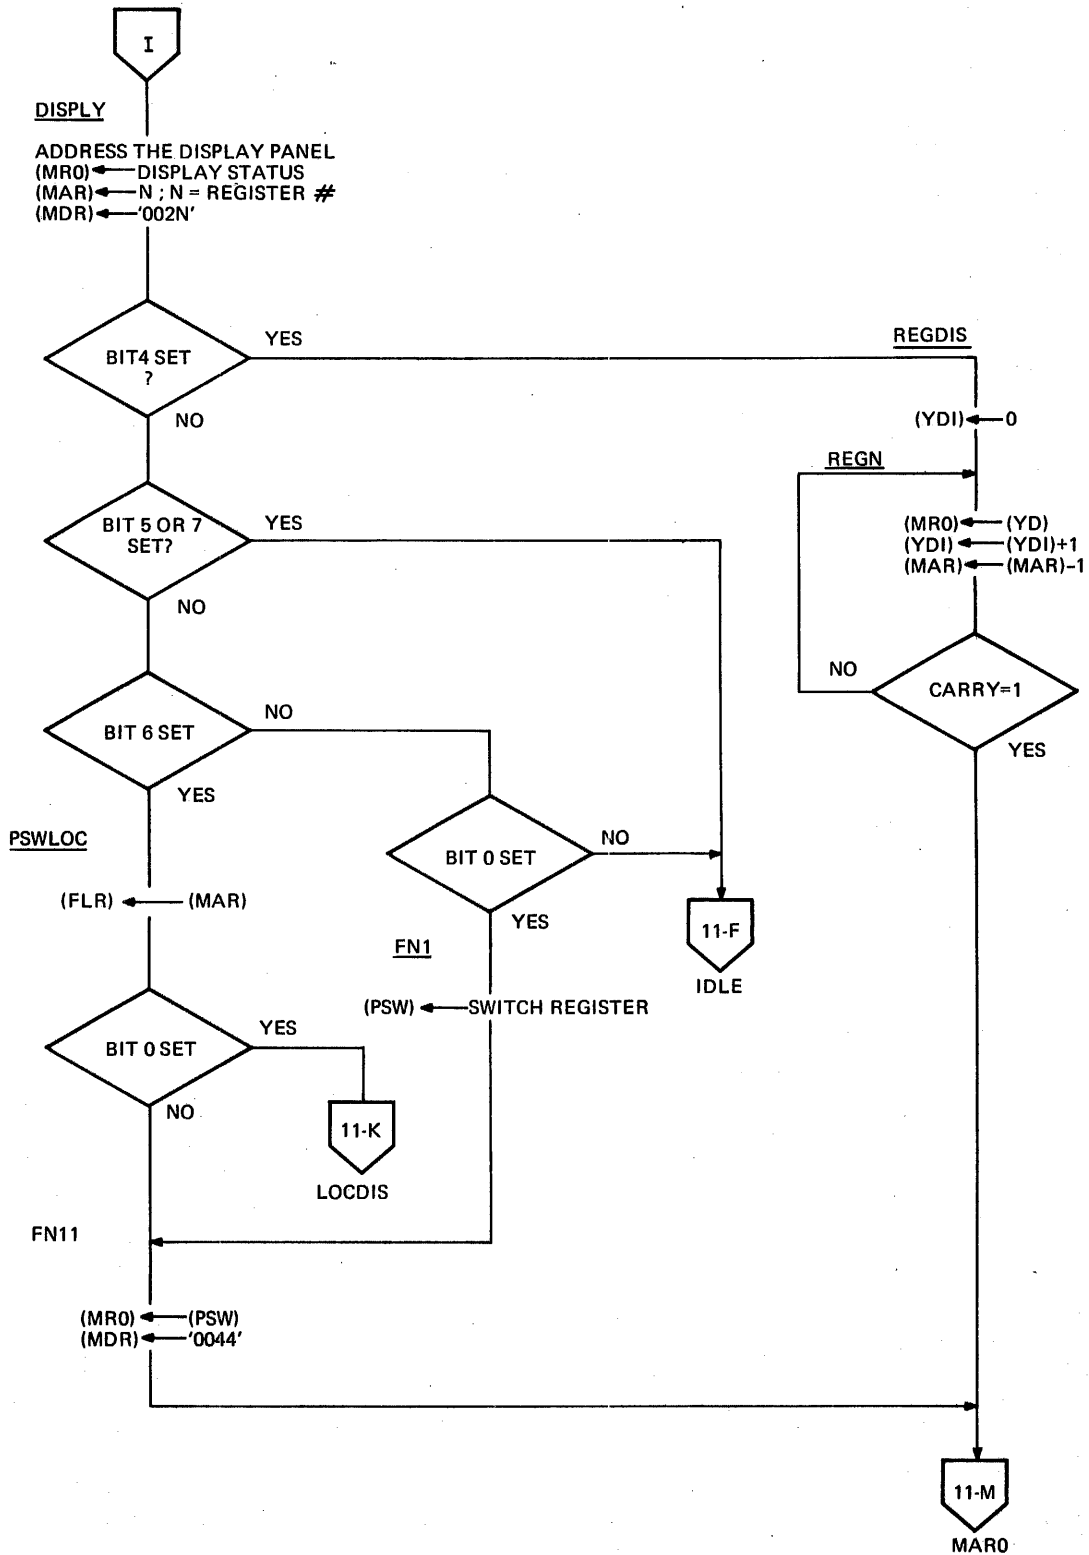 I
DISPLY
ADDRESS THE DISPLAY PANEL
(MR0)←DISPLAY STATUS
(MAR)←N ; N = REGISTER #
(MDR)←'002N'
BIT4 SET
?
YES
NO
REGDIS
(YDI)←0
REGN
(MR0)←(YD)
(YDI)←(YDI)+1
(MAR)←(MAR)–1
BIT 5 OR 7
SET?
YES
NO
CARRY=1
NO
YES
BIT 6 SET
NO
YES
PSWLOC
(FLR)←(MAR)
BIT 0 SET
NO
YES
11-F
IDLE
FN1
(PSW)←SWITCH REGISTER
BIT 0 SET
YES
NO
11-K
LOCDIS
FN11
(MR0)←(PSW)
(MDR)←'0044'
11-M
MAR0